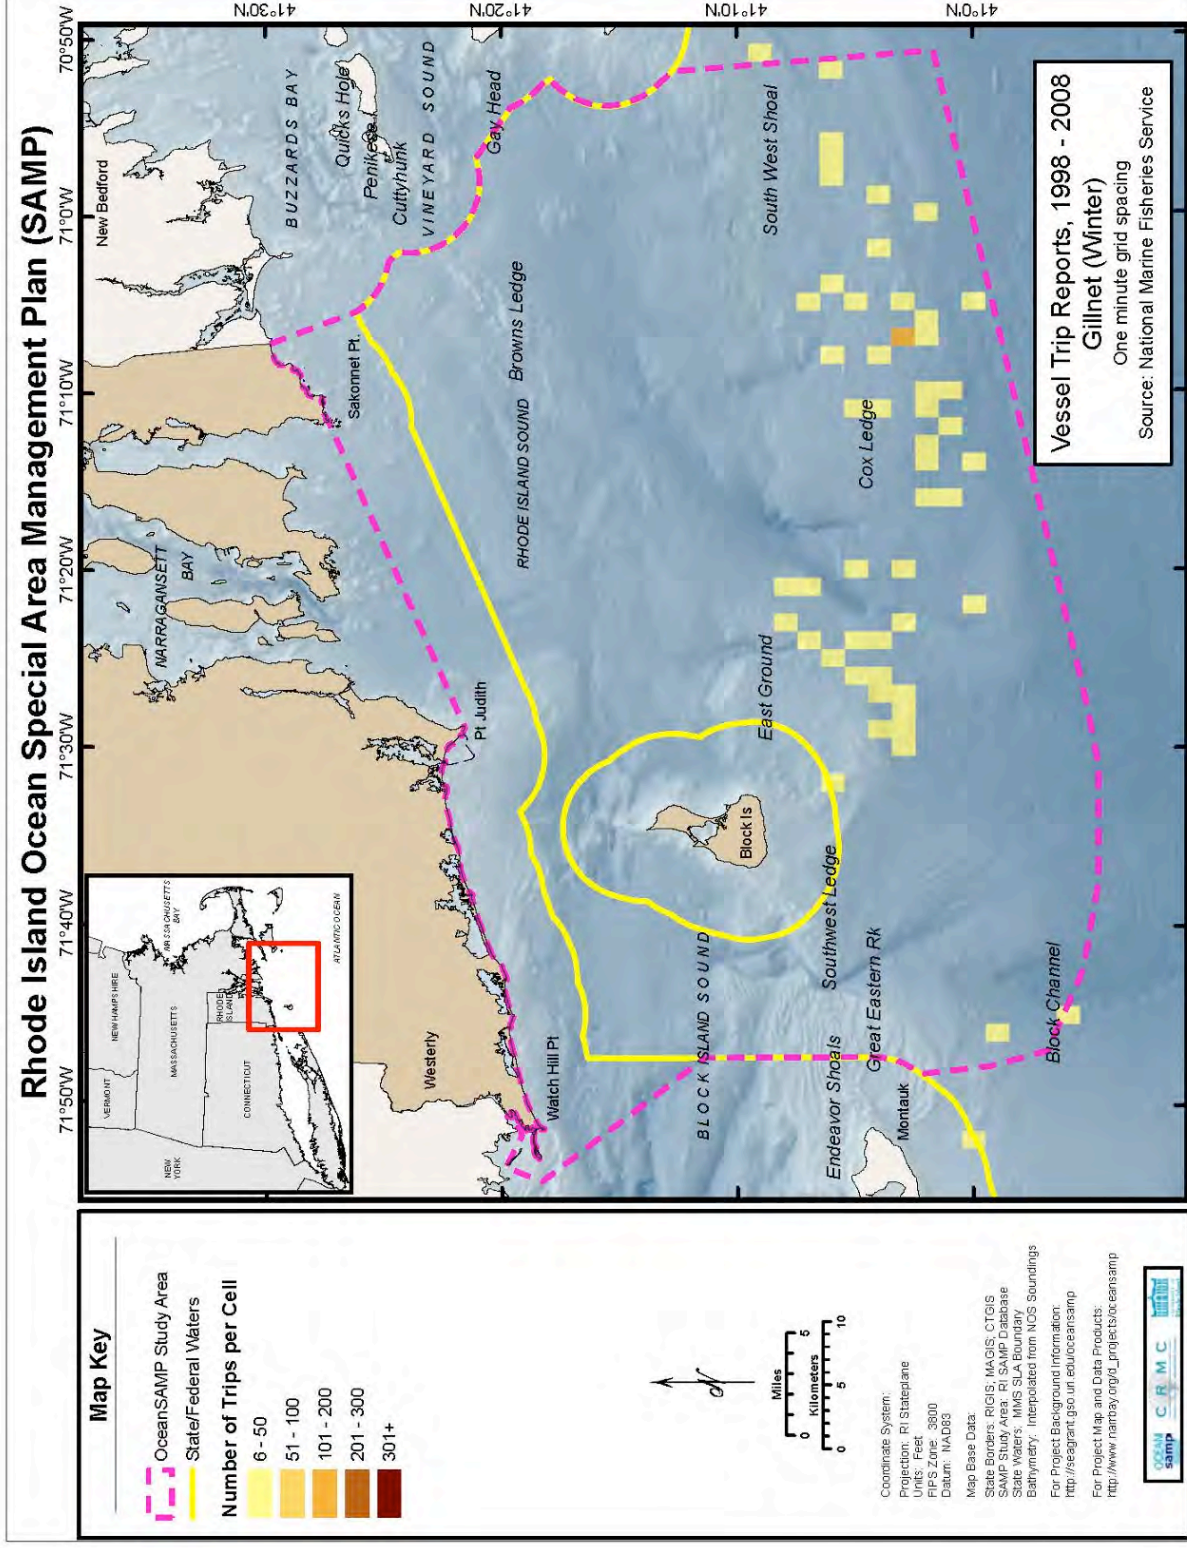 Rhode Island Ocean Special Area Management Plan (SAMP)
71°50'W
71°40'W
71°30'W
71°20'W
71°10'W
71°0'W
70°50'W
41°30'N
41°20'N
41°10'N
41°0'N
NEW HAMPSHIRE
VERMONT
MASSACHUSETTS
BAY
MASSACHUSETTS
NEW
YORK
CONNECTICUT
RHODE
ISLAND
ATLANTIC OCEAN
NARRAGANSETT
BAY
New Bedford
BUZZARDS BAY
Quicks Hole
Penikese
Cuttyhunk
VINEYARD SOUND
Gay Head
Sakonnet Pt.
Westerly
Watch Hill Pt
Pt Judith
RHODE ISLAND SOUND
Browns Ledge
BLOCK ISLAND SOUND
Block Is
East Ground
South West Shoal
Endeavor Shoals
Southwest Ledge
Great Eastern Rk
Cox Ledge
Montauk
Block Channel
Vessel Trip Reports, 1998 - 2008
Gillnet (Winter)
One minute grid spacing
Source: National Marine Fisheries Service
Map Key
OceanSAMP Study Area
State/Federal Waters
Number of Trips per Cell
6 - 50
51 - 100
101 - 200
201 - 300
301+
N
Miles
0 5
Kilometers
0 5 10
Coordinate System:
Projection: RI Stateplane
Units: Feet
FIPS Zone: 3800
Datum: NAD83
Map Base Data:
State Borders: RIGIS; MAGIS; CTGIS
SAMP Study Area: RI SAMP Database
State Waters: MMS SLA Boundary
Bathymetry: Interpolated from NOS Soundings
For Project Background Information:
http://seagrant.gso.uri.edu/oceansamp
For Project Map and Data Products:
http://www.narrbay.org/d_projects/oceansamp
OCEAN
samp
C R M C